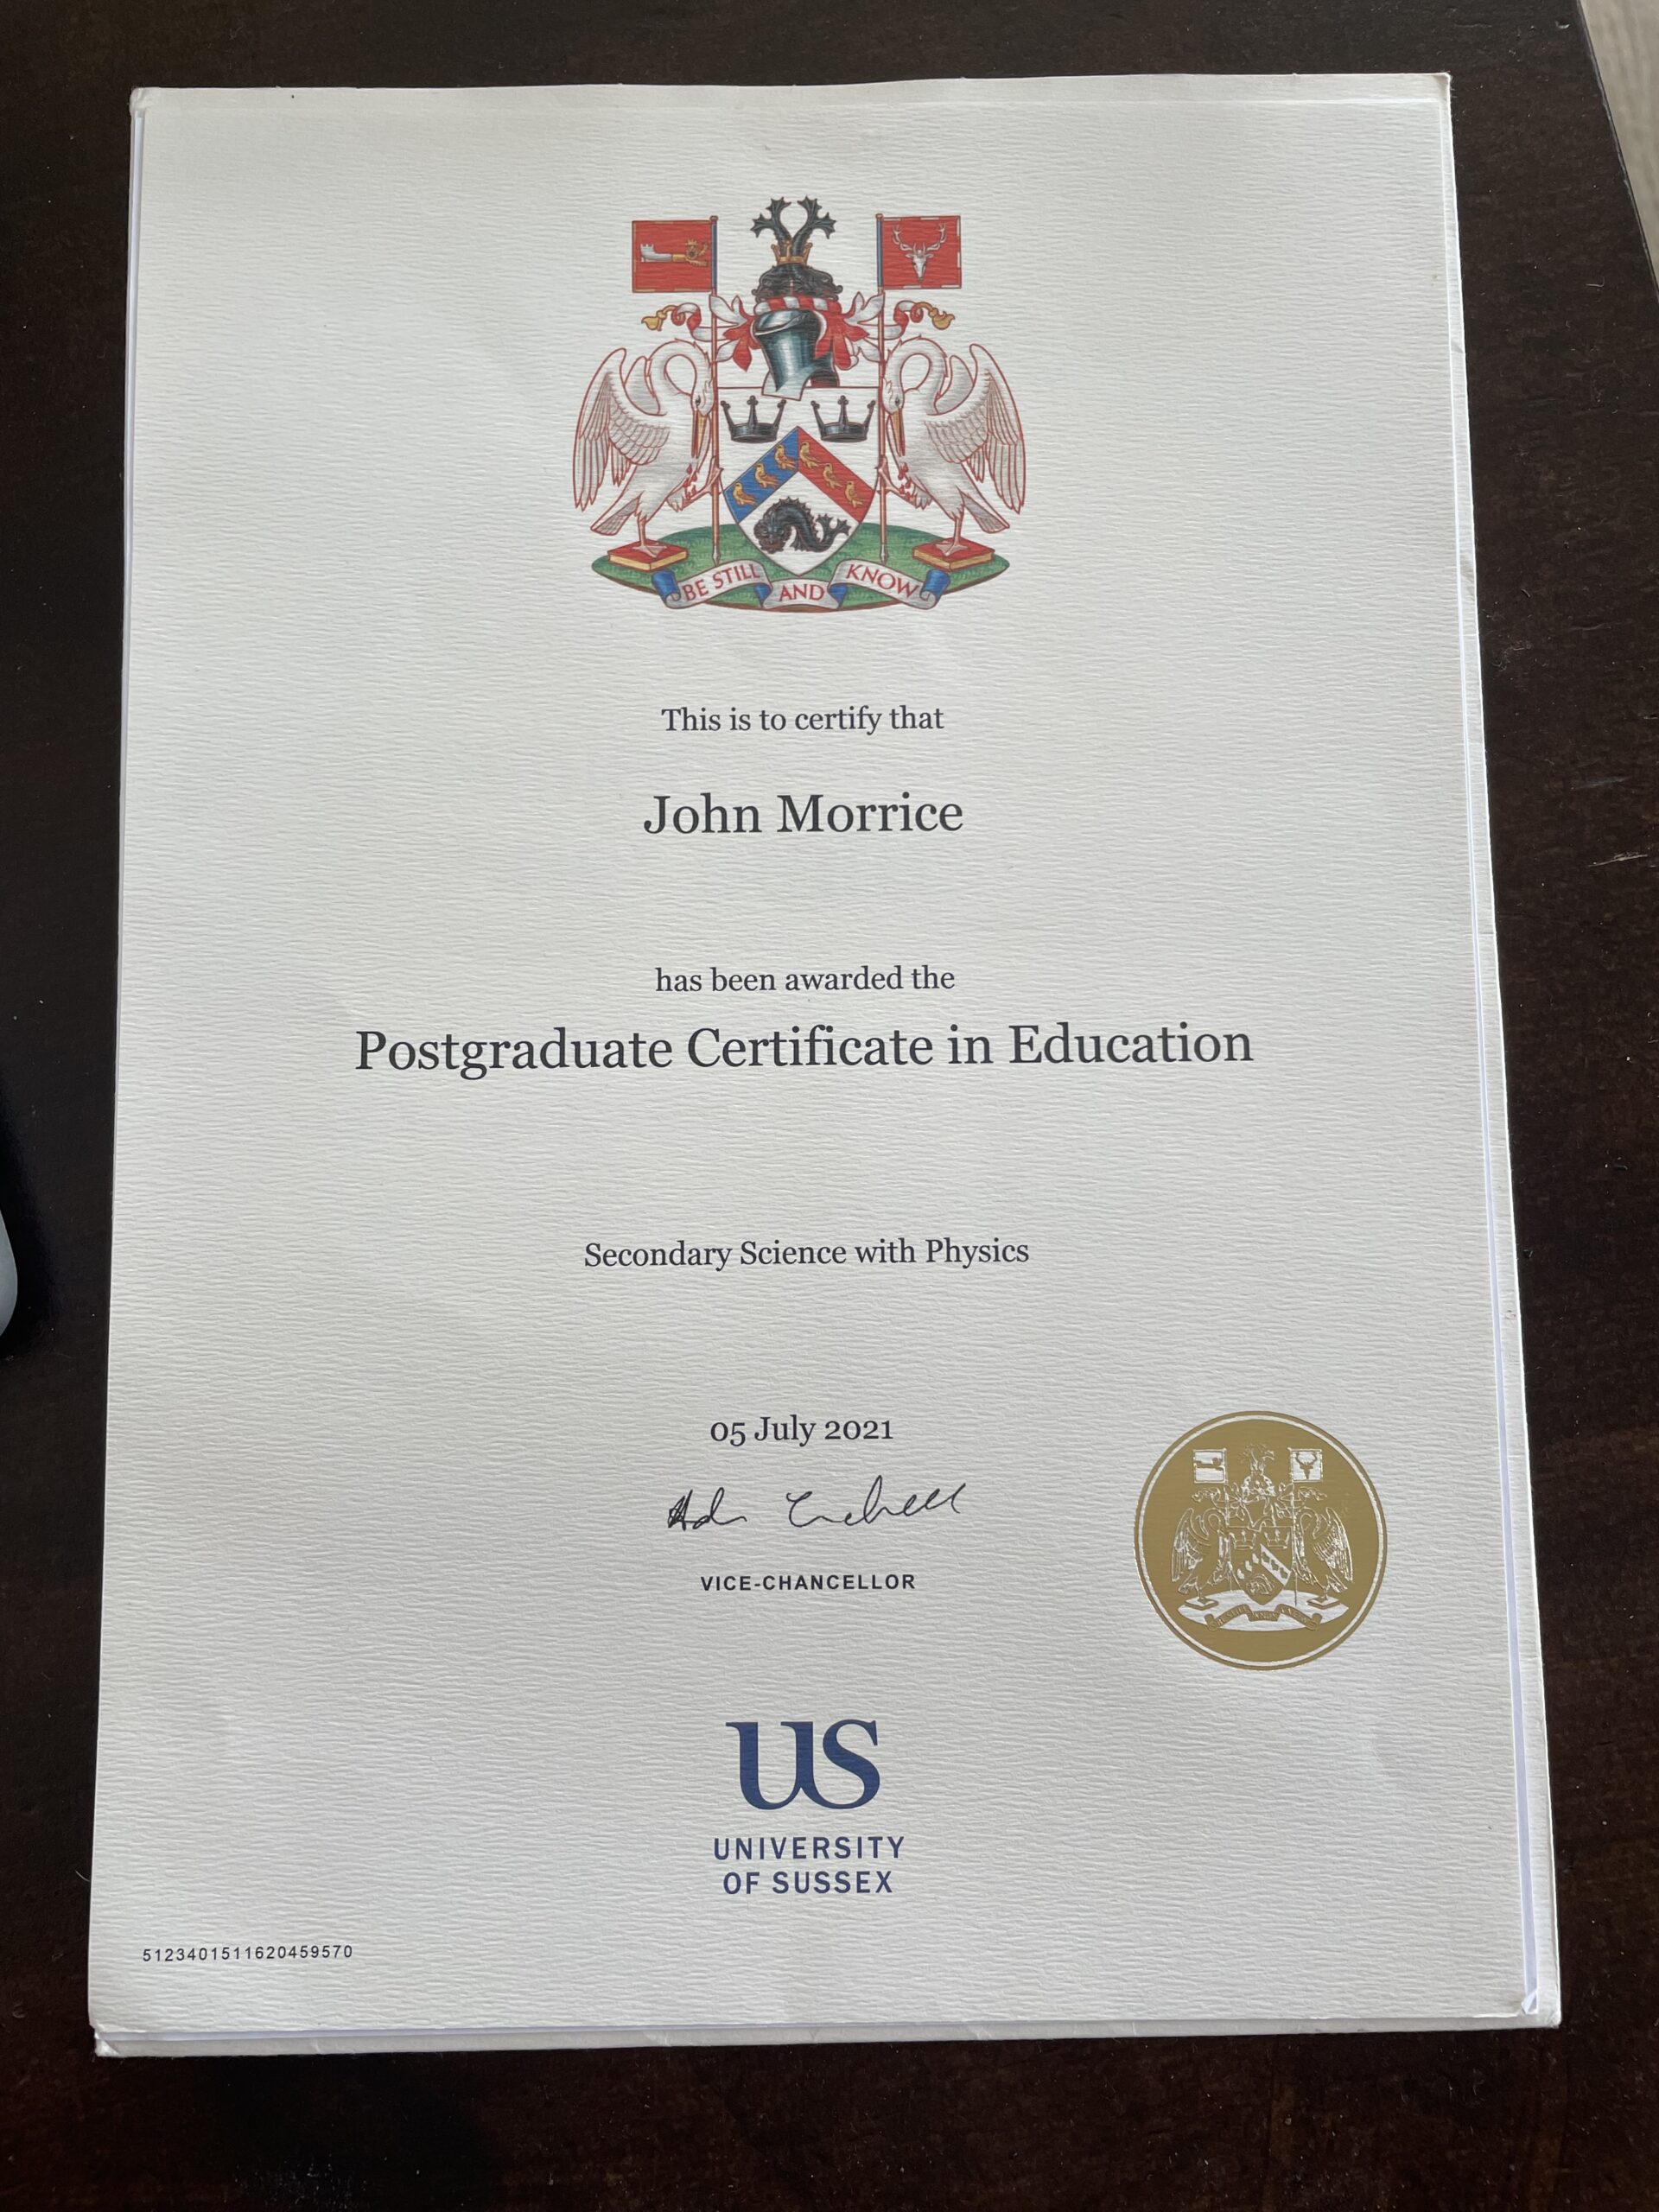 BE STILL AND KNOW
This is to certify that
John Morrice
has been awarded the
Postgraduate Certificate in Education
Secondary Science with Physics
05 July 2021
VICE-CHANCELLOR
US
UNIVERSITY
OF SUSSEX
5123401511620459570